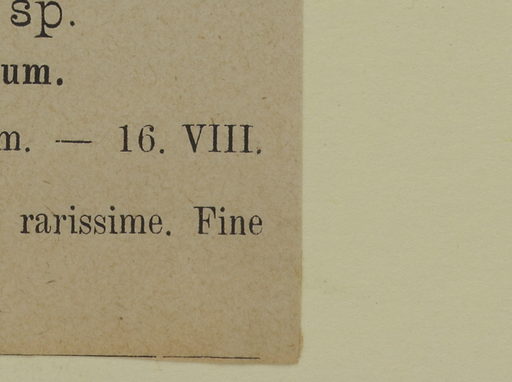 sp.
um.
m. — 16. VIII.
rarissime. Fine